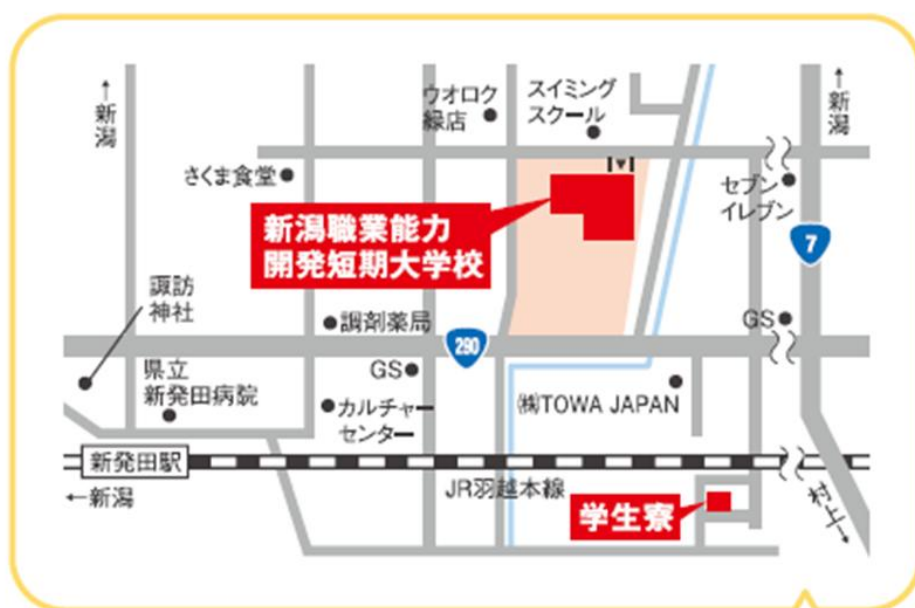 ←新潟
ウオロク
緑店
スイミング
スクール
←新潟
さくま食堂
セブン
イレブン
新潟職業能力
開発短期大学校
7
諏訪
神社
調剤薬局
GS
290
県立
新発田病院
GS
カルチャー
センター
㈱TOWA JAPAN
新発田駅
←新潟
JR羽越本線
学生寮
村上→